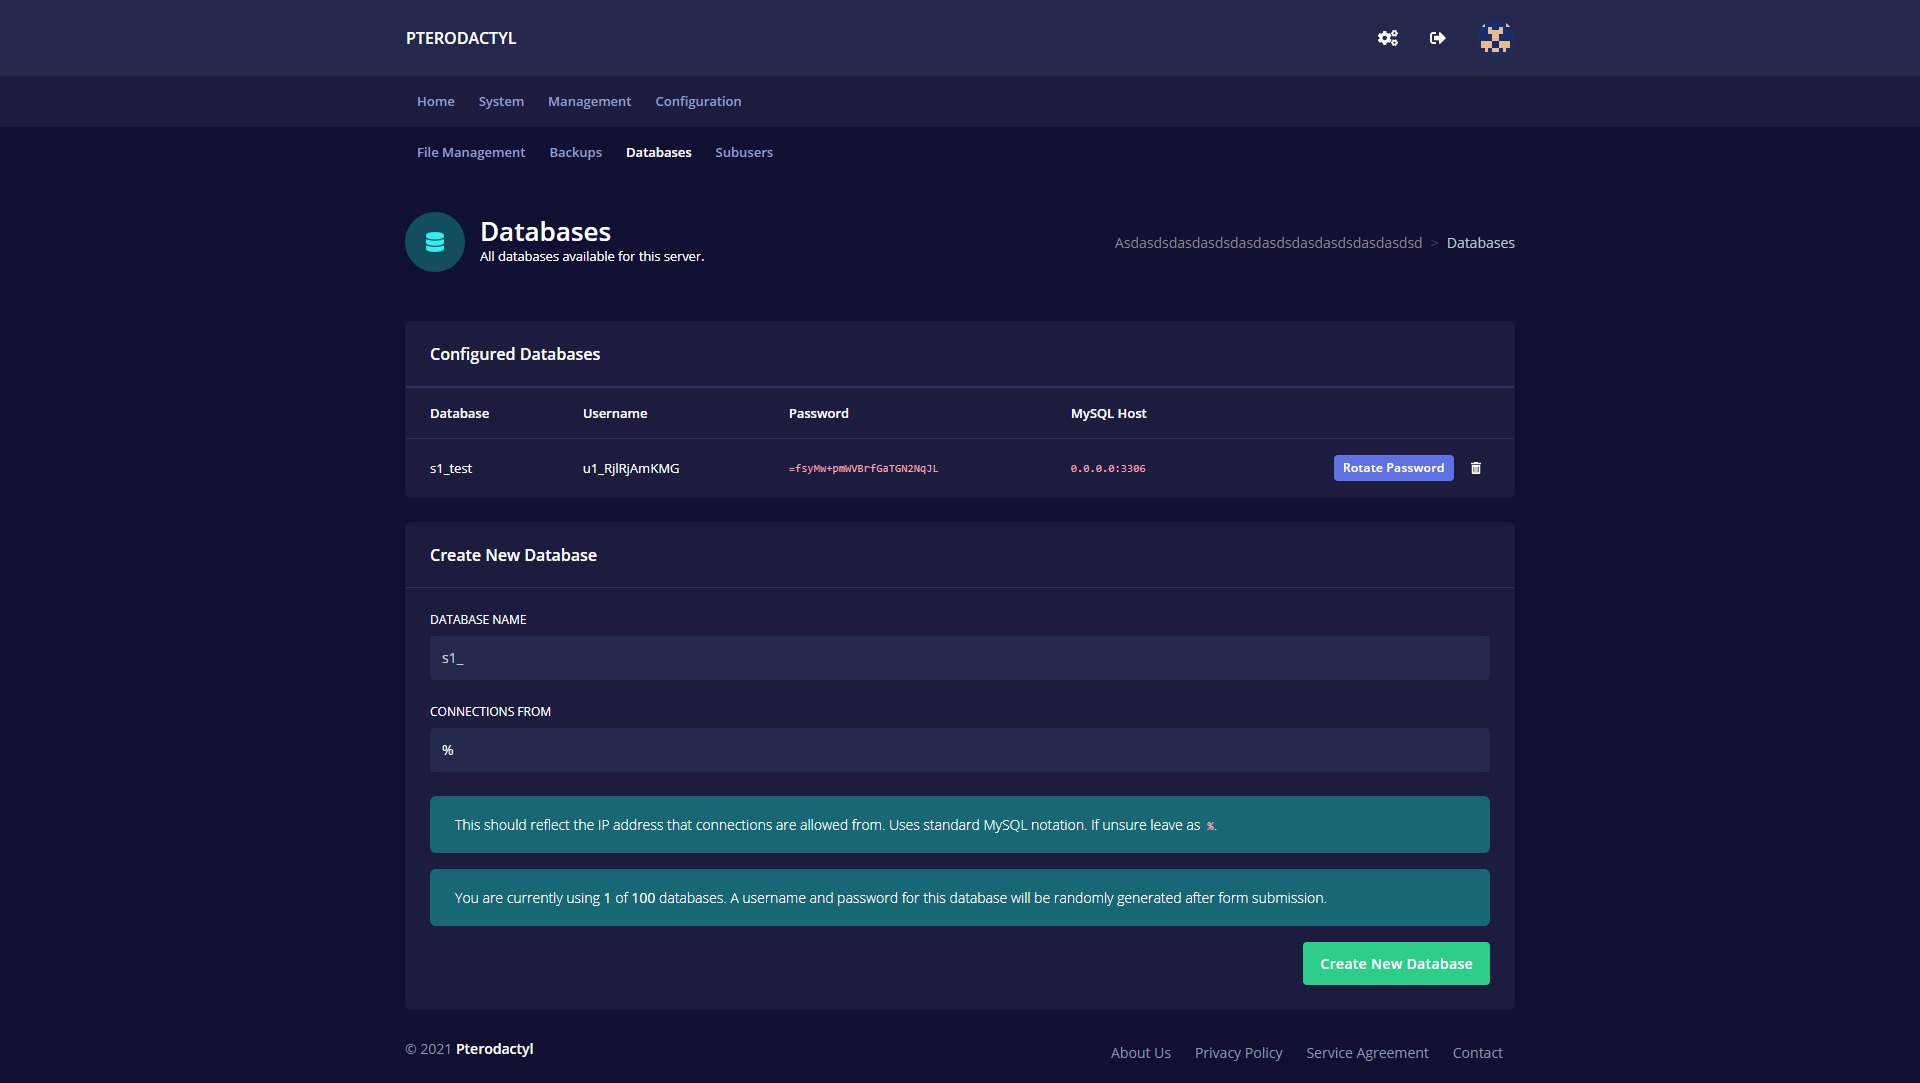 PTERODACTYL
Home System Management Configuration
File Management Backups Databases Subusers
Databases
All databases available for this server.
Asdasdsdasdasdsdasdasdsdasdasdsdasdasdsd > Databases
Configured Databases
Database Username Password MySQL Host
s1_test u1_RjlRjAmKMG =fsyMw+pmWVBrfGaTGN2NqJL 0.0.0.0:3306 Rotate Password
Create New Database
DATABASE NAME
s1_
CONNECTIONS FROM
%
This should reflect the IP address that connections are allowed from. Uses standard MySQL notation. If unsure leave as %.
You are currently using 1 of 100 databases. A username and password for this database will be randomly generated after form submission.
Create New Database
© 2021 Pterodactyl
About Us Privacy Policy Service Agreement Contact